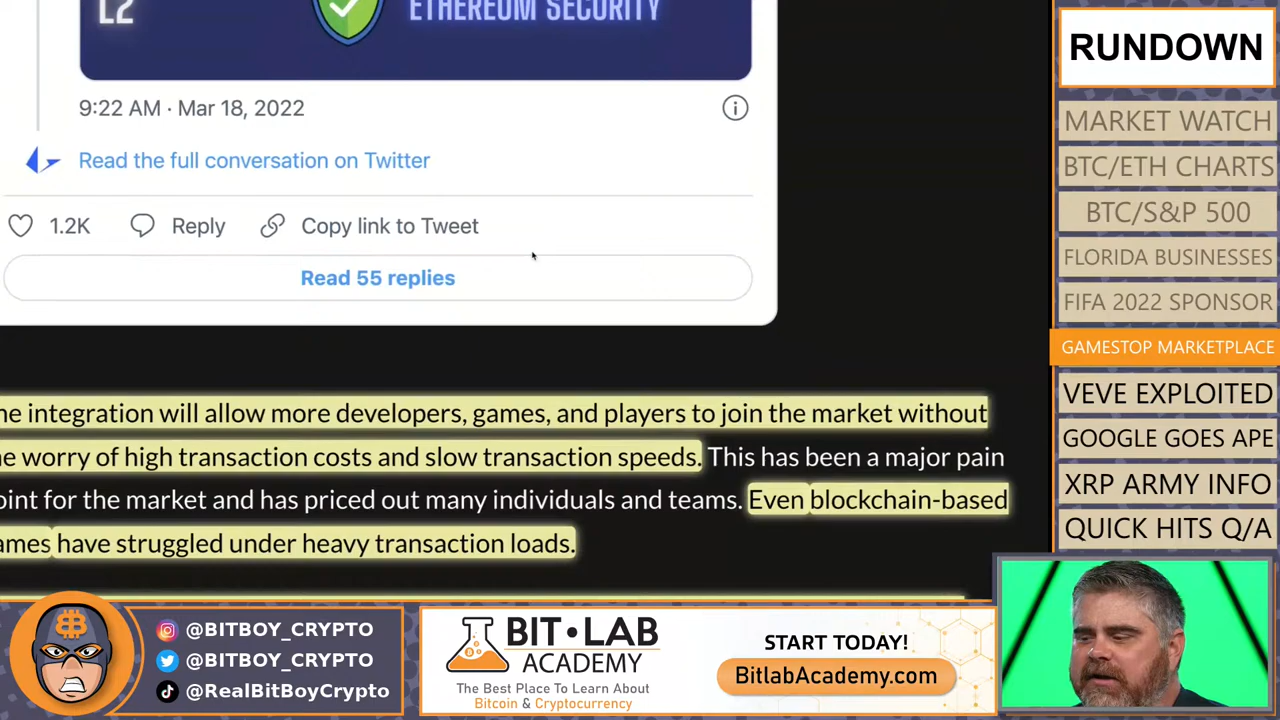 L2
ETHEREUM SECURITY
9:22 AM · Mar 18, 2022
Read the full conversation on Twitter
1.2K Reply Copy link to Tweet
Read 55 replies
integration will allow more developers, games, and players to join the market without
worry of high transaction costs and slow transaction speeds. This has been a major pain
for the market and has priced out many individuals and teams. Even blockchain-based
have struggled under heavy transaction loads.
RUNDOWN
MARKET WATCH
BTC/ETH CHARTS
BTC/S&P 500
FLORIDA BUSINESSES
FIFA 2022 SPONSOR
GAMESTOP MARKETPLACE
VEVE EXPLOITED
GOOGLE GOES APE
XRP ARMY INFO
QUICK HITS Q/A
@BITBOY_CRYPTO
@BITBOY_CRYPTO
@RealBitBoyCrypto
BIT•LAB
ACADEMY
The Best Place To Learn About
Bitcoin & Cryptocurrency
START TODAY!
BitlabAcademy.com